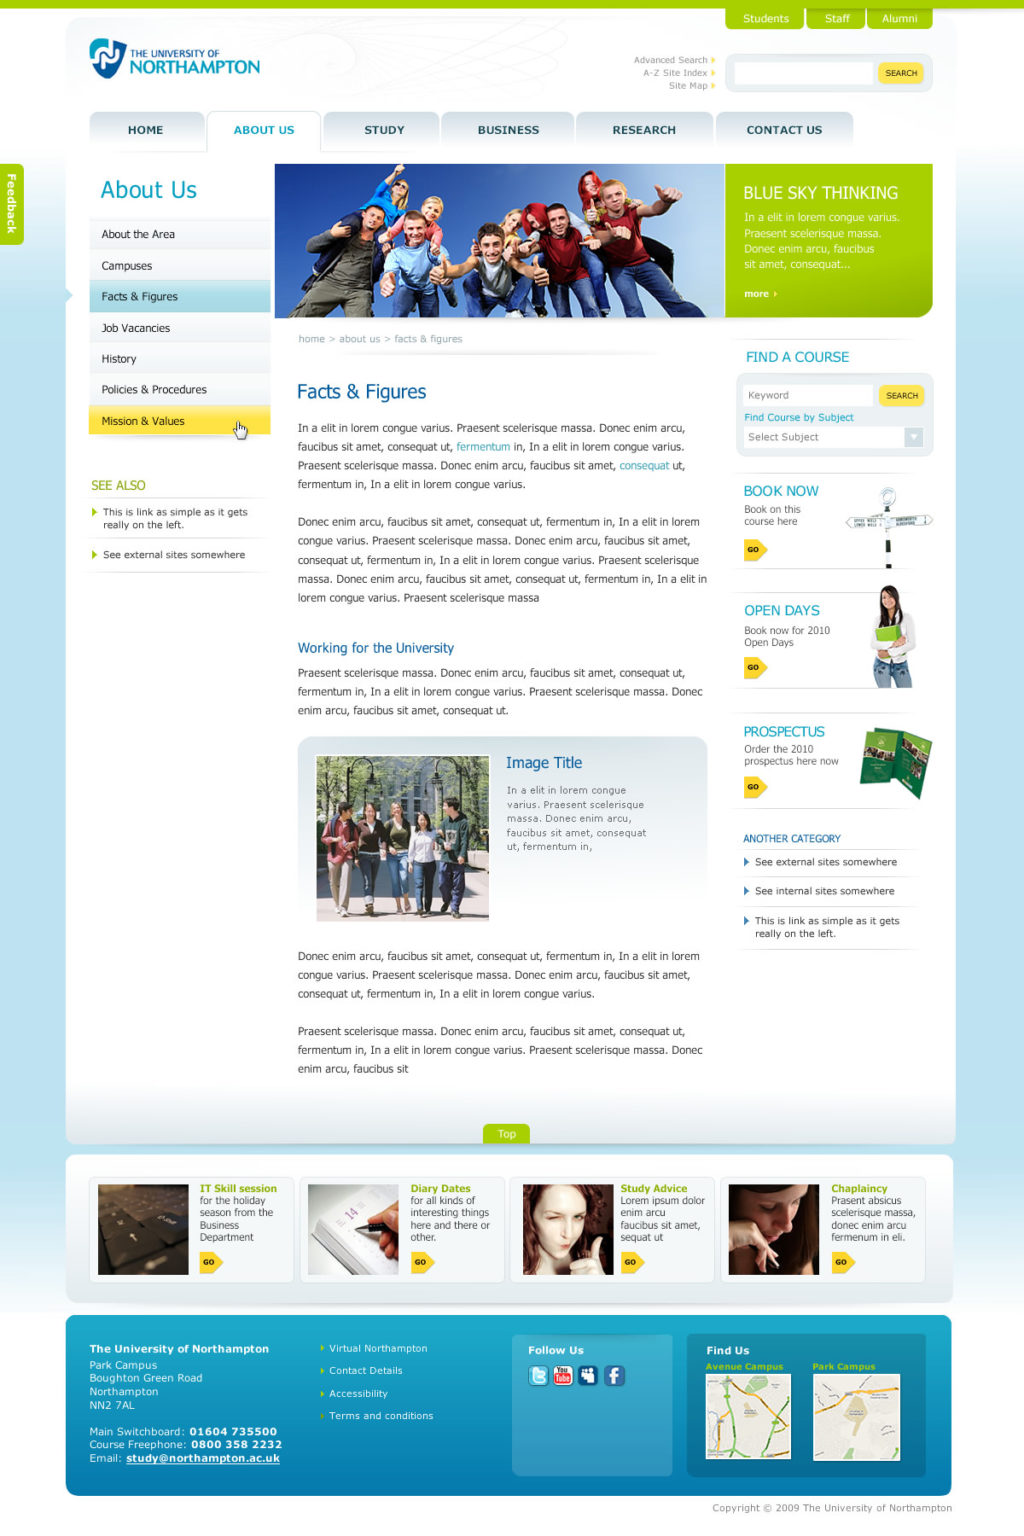 Students
Staff
Alumni
THE UNIVERSITY OF
NORTHAMPTON
Advanced Search
A-Z Site Index
Site Map
SEARCH
HOME
ABOUT US
STUDY
BUSINESS
RESEARCH
CONTACT US
Feedback
About Us
About the Area
Campuses
Facts & Figures
Job Vacancies
History
Policies & Procedures
Mission & Values
SEE ALSO
This is link as simple as it gets
really on the left.
See external sites somewhere
BLUE SKY THINKING
In a elit in lorem congue varius.
Praesent scelerisque massa.
Donec enim arcu, faucibus
sit amet, consequat...
more
home > about us > facts & figures
Facts & Figures
In a elit in lorem congue varius. Praesent scelerisque massa. Donec enim arcu,
faucibus sit amet, consequat ut, fermentum in, In a elit in lorem congue varius.
Praesent scelerisque massa. Donec enim arcu, faucibus sit amet, consequat ut,
fermentum in, In a elit in lorem congue varius.
Donec enim arcu, faucibus sit amet, consequat ut, fermentum in, In a elit in lorem
congue varius. Praesent scelerisque massa. Donec enim arcu, faucibus sit amet,
consequat ut, fermentum in, In a elit in lorem congue varius. Praesent scelerisque
massa. Donec enim arcu, faucibus sit amet, consequat ut, fermentum in, In a elit in
lorem congue varius. Praesent scelerisque massa
Working for the University
Praesent scelerisque massa. Donec enim arcu, faucibus sit amet, consequat ut,
fermentum in, In a elit in lorem congue varius. Praesent scelerisque massa. Donec
enim arcu, faucibus sit amet, consequat ut.
Image Title
In a elit in lorem congue
varius. Praesent scelerisque
massa. Donec enim arcu,
faucibus sit amet, consequat
ut, fermentum in,
Donec enim arcu, faucibus sit amet, consequat ut, fermentum in, In a elit in lorem
congue varius. Praesent scelerisque massa. Donec enim arcu, faucibus sit amet,
consequat ut, fermentum in, In a elit in lorem congue varius.
Praesent scelerisque massa. Donec enim arcu, faucibus sit amet, consequat ut,
fermentum in, In a elit in lorem congue varius. Praesent scelerisque massa. Donec
enim arcu, faucibus sit
FIND A COURSE
Keyword
SEARCH
Find Course by Subject
Select Subject
BOOK NOW
Book on this
course here
GO
OPEN DAYS
Book now for 2010
Open Days
GO
PROSPECTUS
Order the 2010
prospectus here now
GO
ANOTHER CATEGORY
See external sites somewhere
See internal sites somewhere
This is link as simple as it gets
really on the left.
Top
IT Skill session
for the holiday
season from the
Business
Department
GO
14
Diary Dates
for all kinds of
interesting things
here and there or
other.
GO
Study Advice
Lorem ipsum dolor
enim arcu
faucibus sit amet,
sequat ut
GO
Chaplaincy
Prasent absicus
scelerisque massa,
donec enim arcu
fermenum in eli.
GO
The University of Northampton
Park Campus
Boughton Green Road
Northampton
NN2 7AL
Main Switchboard: 01604 735500
Course Freephone: 0800 358 2232
Email: study@northampton.ac.uk
Virtual Northampton
Contact Details
Accessibility
Terms and conditions
Follow Us
You
Tube
Find Us
Avenue Campus
Park Campus
Copyright © 2009 The University of Northampton